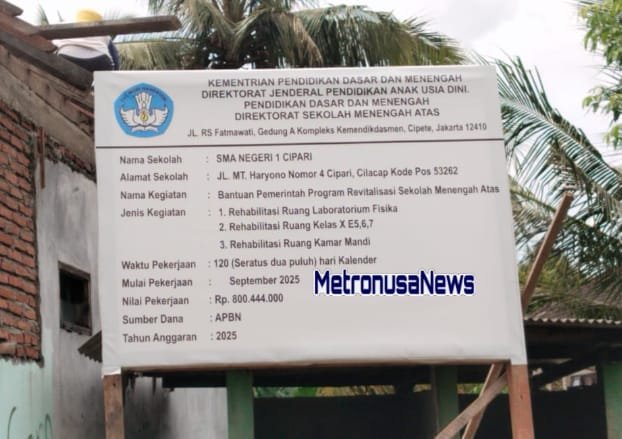 KEMENTRIAN PENDIDIKAN DASAR DAN MENENGAH
DIREKTORAT JENDERAL PENDIDIKAN ANAK USIA DINI.
PENDIDIKAN DASAR DAN MENENGAH
DIREKTORAT SEKOLAH MENENGAH ATAS
JL. RS Fatmawati, Gedung A Kompleks Kemendikdasmen, Cipete, Jakarta 12410
Nama Sekolah : SMA NEGERI 1 CIPARI
Alamat Sekolah : JL. MT. Haryono Nomor 4 Cipari, Cilacap Kode Pos 53262
Nama Kegiatan : Bantuan Pemerintah Program Revitalisasi Sekolah Menengah Atas
Jenis Kegiatan : 1. Rehabilitasi Ruang Laboratorium Fisika
2. Rehabilitasi Ruang Kelas X E5,6,7
3. Rehabilitasi Ruang Kamar Mandi
Waktu Pekerjaan : 120 (Seratus dua puluh) hari Kalender
Mulai Pekerjaan : September 2025
MetronusaNews
Nilai Pekerjaan : Rp. 800.444.000
Sumber Dana : APBN
Tahun Anggaran : 2025